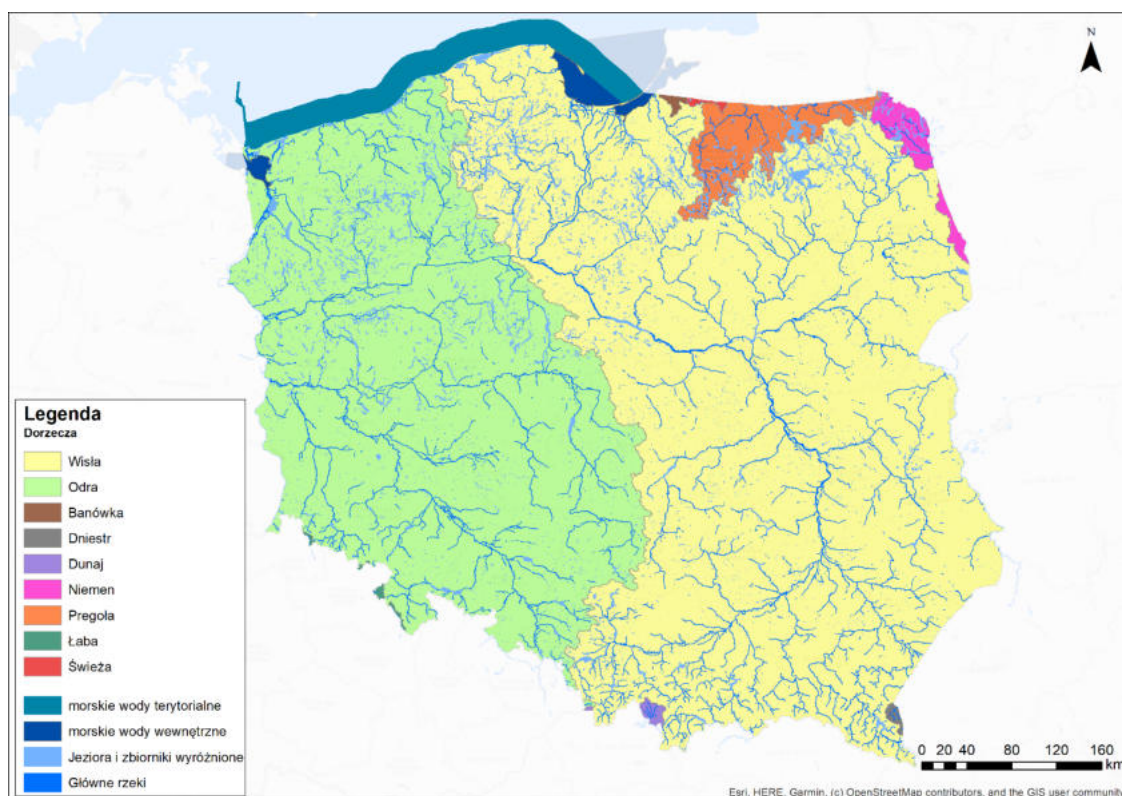 N
Legenda
Dorzecza
Wisła
Odra
Banówka
Dniestr
Dunaj
Niemen
Pregoła
Łaba
Świeża
morskie wody terytorialne
morskie wody wewnętrzne
Jeziora i zbiorniki wyróżnione
Główne rzeki
0 20 40 80 120 160
km
Esri, HERE, Garmin, (c) OpenStreetMap contributors, and the GIS user community